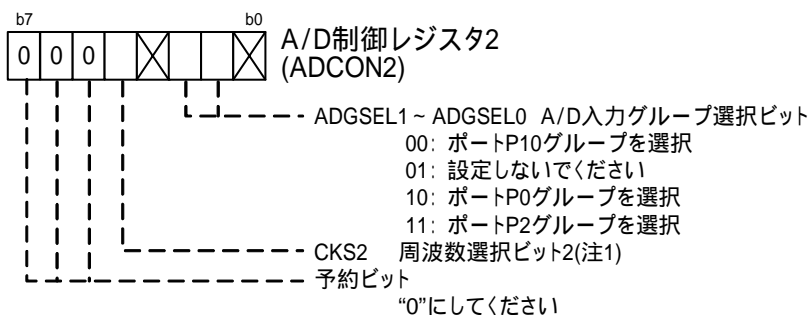 b7 b0
0 0 0
A/D制御レジスタ2
(ADCON2)
ADGSEL1~ADGSEL0 A/D入力グループ選択ビット
00: ポートP10グループを選択
01: 設定しないでください
10: ポートP0グループを選択
11: ポートP2グループを選択
CKS2 周波数選択ビット2(注1)
予約ビット
“0”にしてください